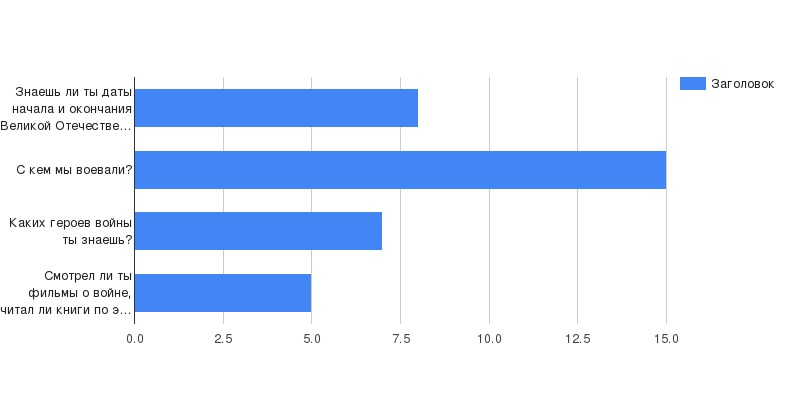 Знаешь ли ты даты
начала и окончания
Великой Отечестве...
С кем мы воевали?
Каких героев войны
ты знаешь?
Смотрел ли ты
фильмы о войне,
читал ли книги по э...
0.0 2.5 5.0 7.5 10.0 12.5 15.0
Заголовок